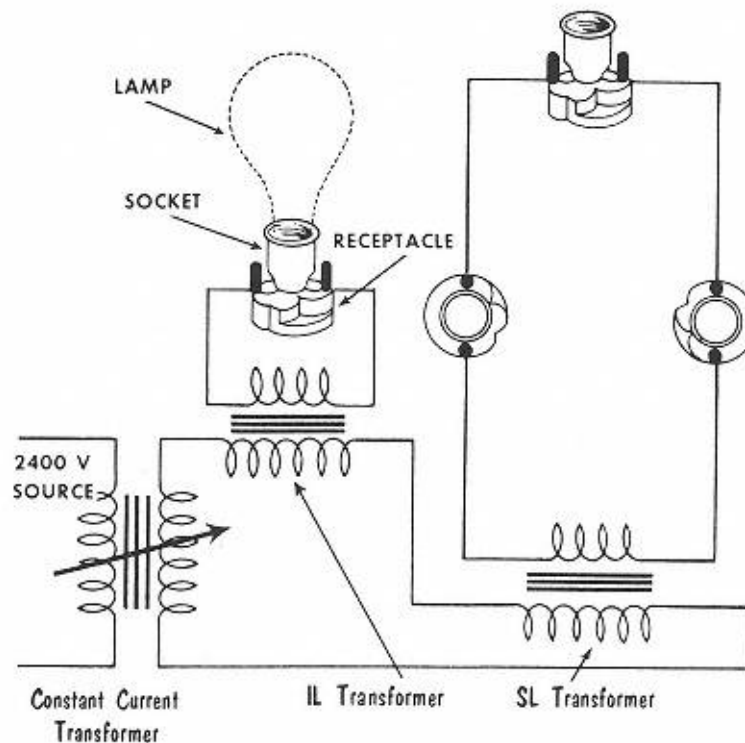 LAMP
SOCKET
RECEPTACLE
2400 V
SOURCE
Constant Current
Transformer
IL Transformer
SL Transformer